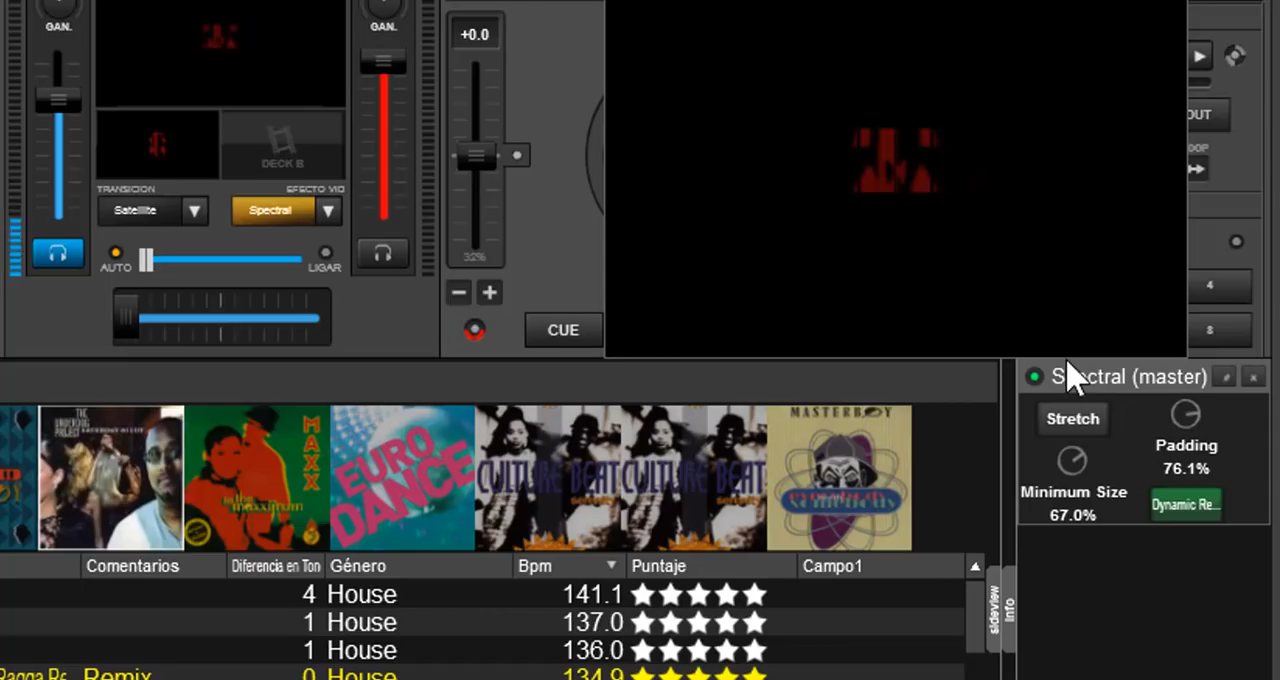 GAN.
GAN.
+0.0
OUT
DECK B
OOP
TRANSICION
EFECTO VID
Satellite
Spectral
32%
AUTO
LIGAR
4
CUE
8
Spectral (master)
Stretch
Padding
76.1%
Minimum Size
67.0%
Dynamic Re...
THE
MAXX
EURO
DANCE
CULTURE BEAT
CULTURE BEAT
MASTERBOY
Comentarios
Diferencia en Ton
Género
Bpm
Puntaje
Campo1
4 House 141.1
1 House 137.0
1 House 136.0
Remix 0 House 134.9
sideview
Info